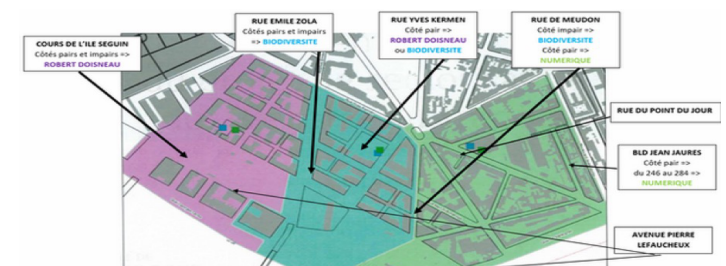 COURS DE L'ILE SEGUIN
Côtés pairs et impairs =>
ROBERT DOISNEAU
RUE EMILE ZOLA
Côtés pairs et impairs
=> BIODIVERSITE
RUE YVES KERMEN
Côté pair =>
ROBERT DOISNEAU
ou BIODIVERSITE
RUE DE MEUDON
Côté impair =>
BIODIVERSITE
Côté pair =>
NUMERIQUE
RUE DU POINT DU JOUR
BLD JEAN JAURES
Côté pair =>
du 246 au 284 =>
NUMERIQUE
AVENUE PIERRE
LEFAUCHEUX